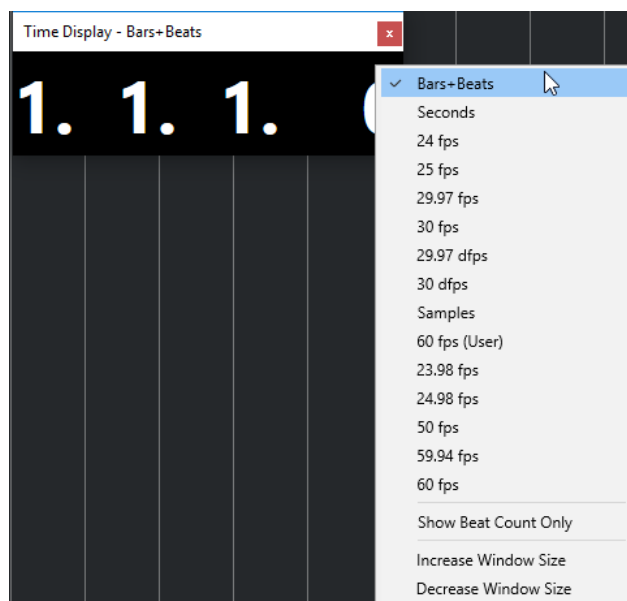 Time Display - Bars+Beats
x
1. 1. 1.
Bars+Beats
Seconds
24 fps
25 fps
29.97 fps
30 fps
29.97 dfps
30 dfps
Samples
60 fps (User)
23.98 fps
24.98 fps
50 fps
59.94 fps
60 fps
Show Beat Count Only
Increase Window Size
Decrease Window Size